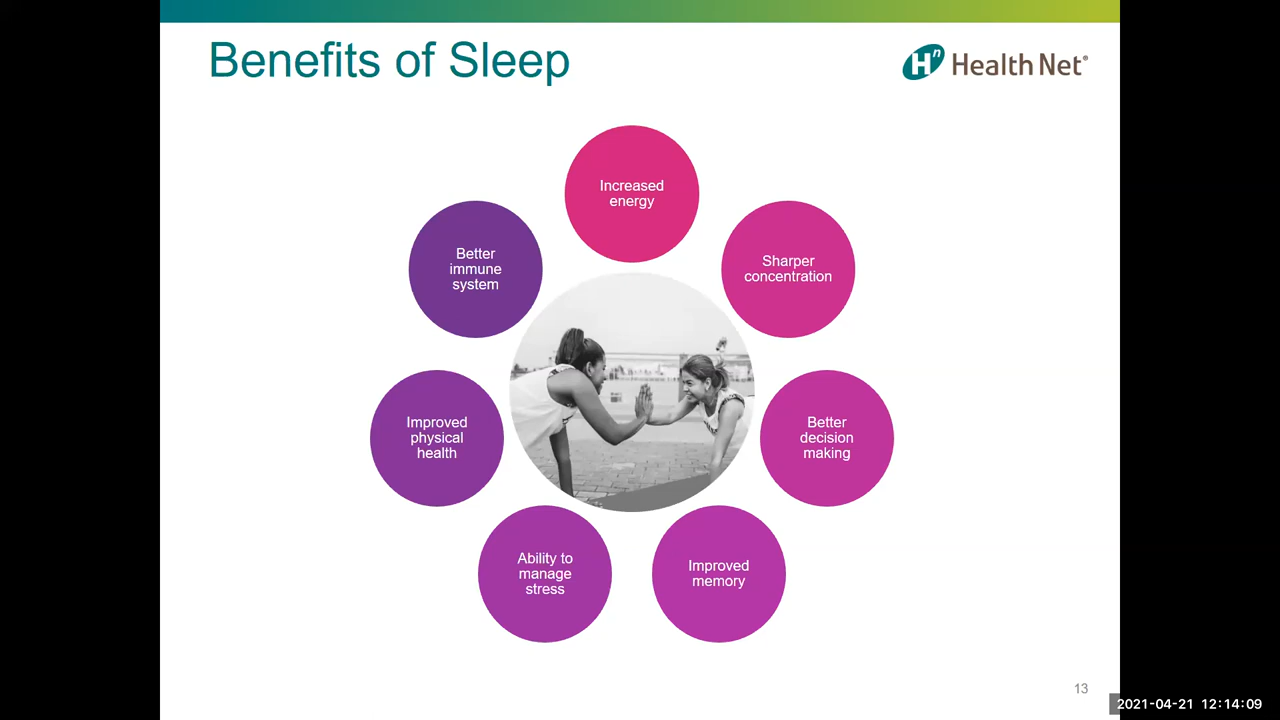 Benefits of Sleep
Hn Health Net®
Increased
energy
Sharper
concentration
Better
decision
making
Improved
memory
Ability to
manage
stress
Improved
physical
health
Better
immune
system
13
2021-04-21 12:14:09